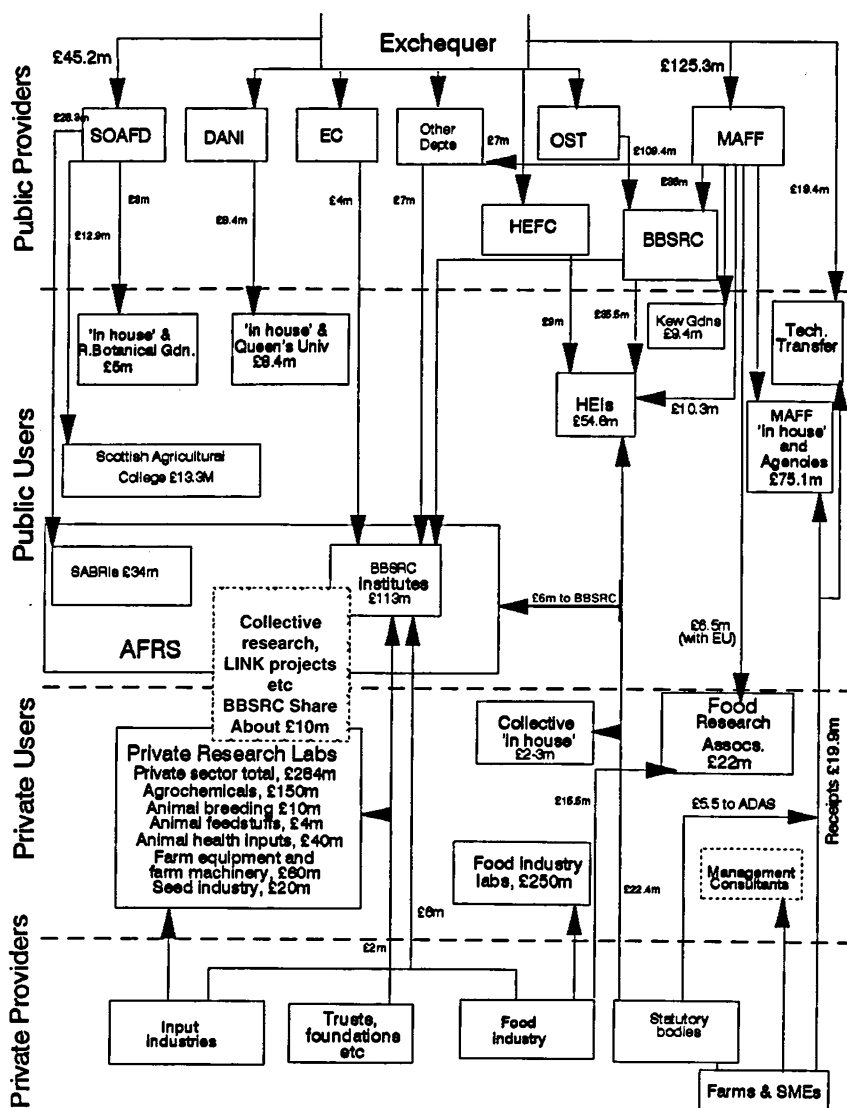 Exchequer
£45.2m
£125.3m
SOAFD
DANI
EC
Other
Depts
OST
MAFF
£7m
£109.4m
£19.4m
£8m
£12.9m
£8.4m
£4m
£7m
HEFC
BBSRC
Public Providers
'In house' &
R.Botanical Gdn.
£5m
'In house' &
Queen's Univ
£8.4m
£9m
£35.5m
Kew Gdns
£9.4m
Tech.
Transfer
HEIs
£54.8m
£10.3m
MAFF
'In house'
and
Agencies
£75.1m
Scottish Agricultural
College £13.3M
Public Users
SABRIs £34m
BBSRC
institutes
£113m
AFRS
£6m to BBSRC
£6.5m
(with EU)
Collective
research,
LINK projects
etc
BBSRC Share
About £10m
Private Research Labs
Private sector total, £284m
Agrochemicals, £150m
Animal breeding £10m
Animal feedstuffs, £4m
Animal health inputs, £40m
Farm equipment and
farm machinery, £60m
Seed industry, £20m
Collective
'In house'
£2-3m
Food
Research
Assocs.
£22m
£15.5m
£5.5 to ADAS
Receipts £19.9m
Food industry
labs, £250m
Management
Consultants
£22.4m
£6m
£2m
Private Users
Input
industries
Trusts,
foundations
etc
Food
industry
Statutory
bodies
Farms & SMEs
Private Providers